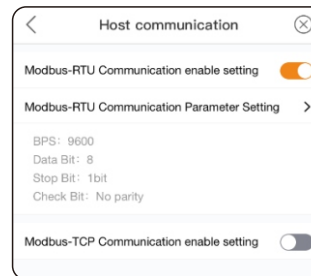 Host communication
Modbus-RTU Communication enable setting
Modbus-RTU Communication Parameter Setting
BPS: 9600
Data Bit: 8
Stop Bit: 1bit
Check Bit: No parity
Modbus-TCP Communication enable setting